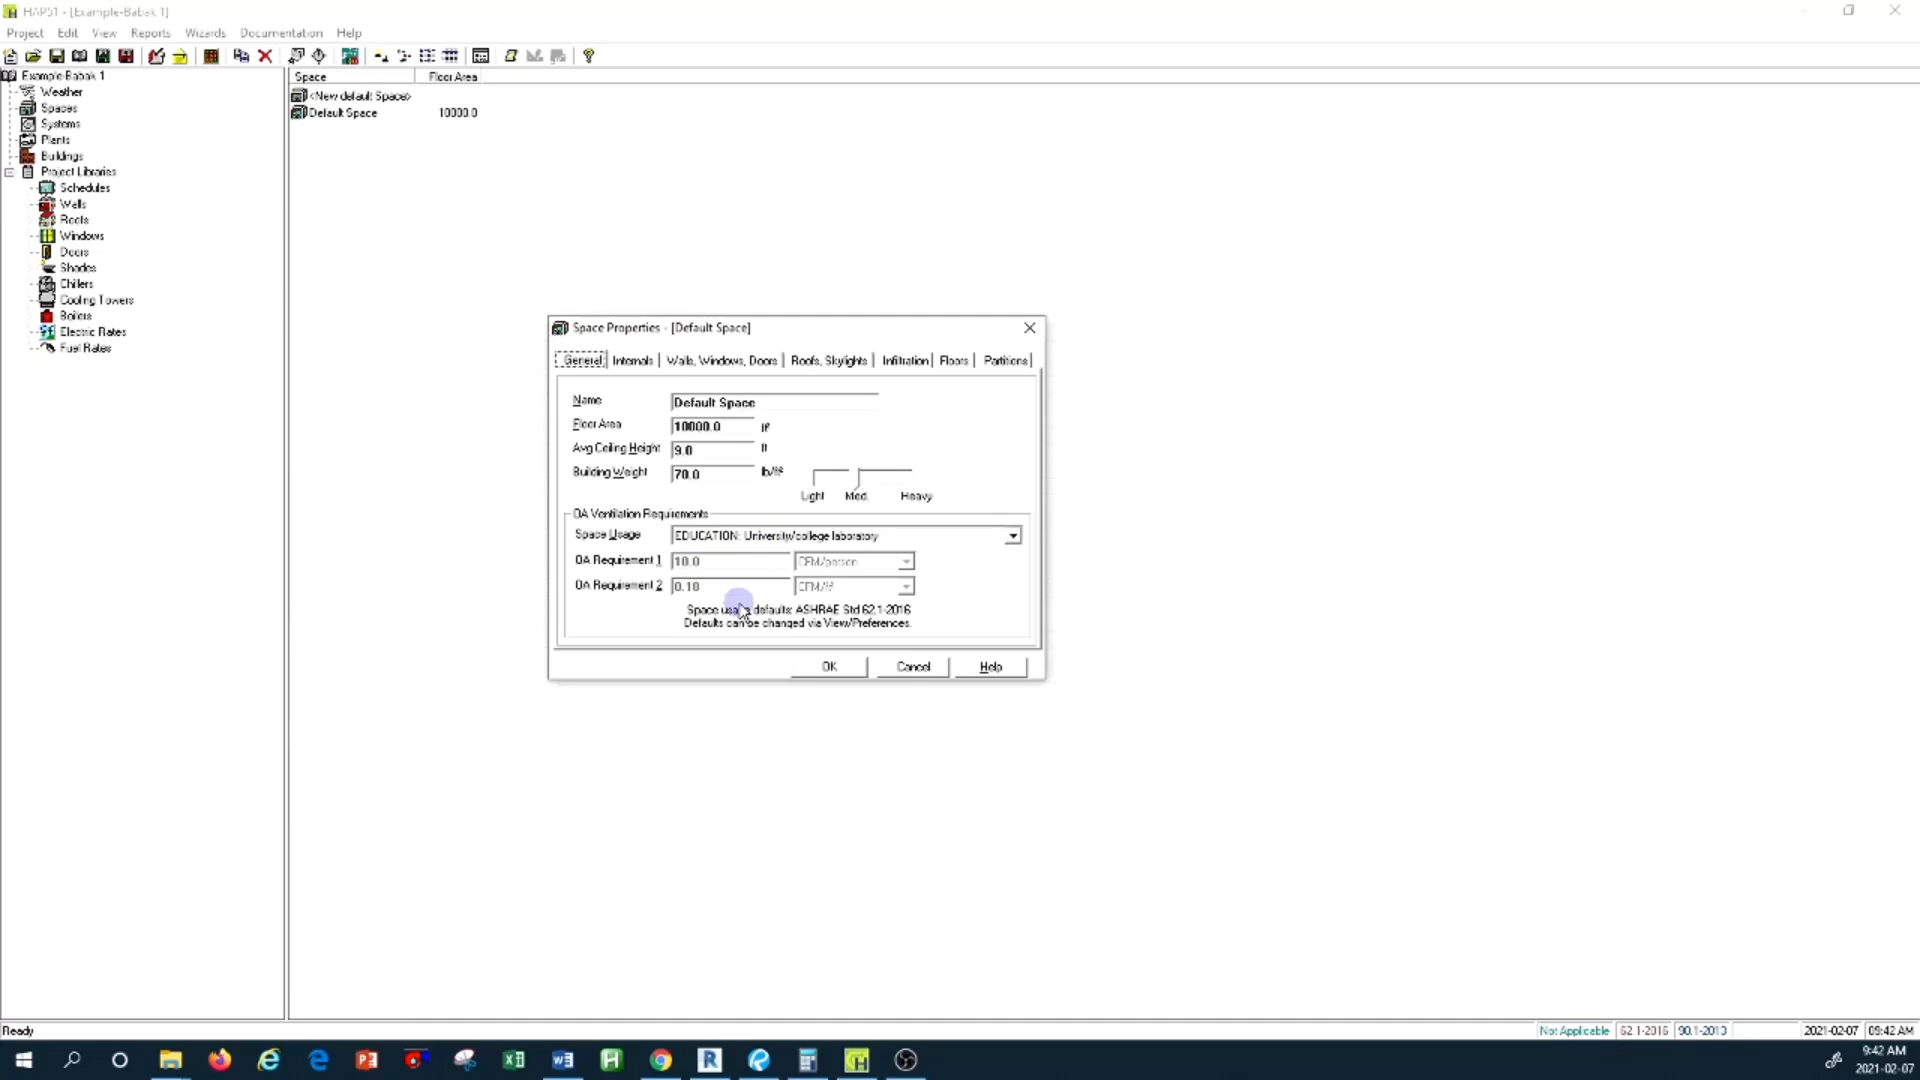 HAP51 - [Example-Babak 1]
Project Edit View Reports Wizards Documentation Help
Example-Babak 1
Weather
Spaces
Systems
Plants
Buildings
Project Libraries
Schedules
Walls
Roofs
Windows
Doors
Shades
Chillers
Cooling Towers
Boilers
Electric Rates
Fuel Rates
Space Floor Area
<New default Space>
Default Space 10000.0
Space Properties - [Default Space]
General Internals Walls, Windows, Doors Roofs, Skylights Infiltration Floors Partitions
Name Default Space
Floor Area 10000.0 ft²
Avg Ceiling Height 9.0 ft
Building Weight 70.0 lb/ft²
Light Med. Heavy
OA Ventilation Requirements
Space Usage EDUCATION: University/college laboratory
OA Requirement 1 10.0 CFM/person
OA Requirement 2 0.18 CFM/ft²
Space usage defaults: ASHRAE Std 62.1-2016
Defaults can be changed via View/Preferences.
OK Cancel Help
Ready Not Applicable 62.1-2016 90.1-2013 2021-02-07 09:42 AM
9:42 AM
2021-02-07